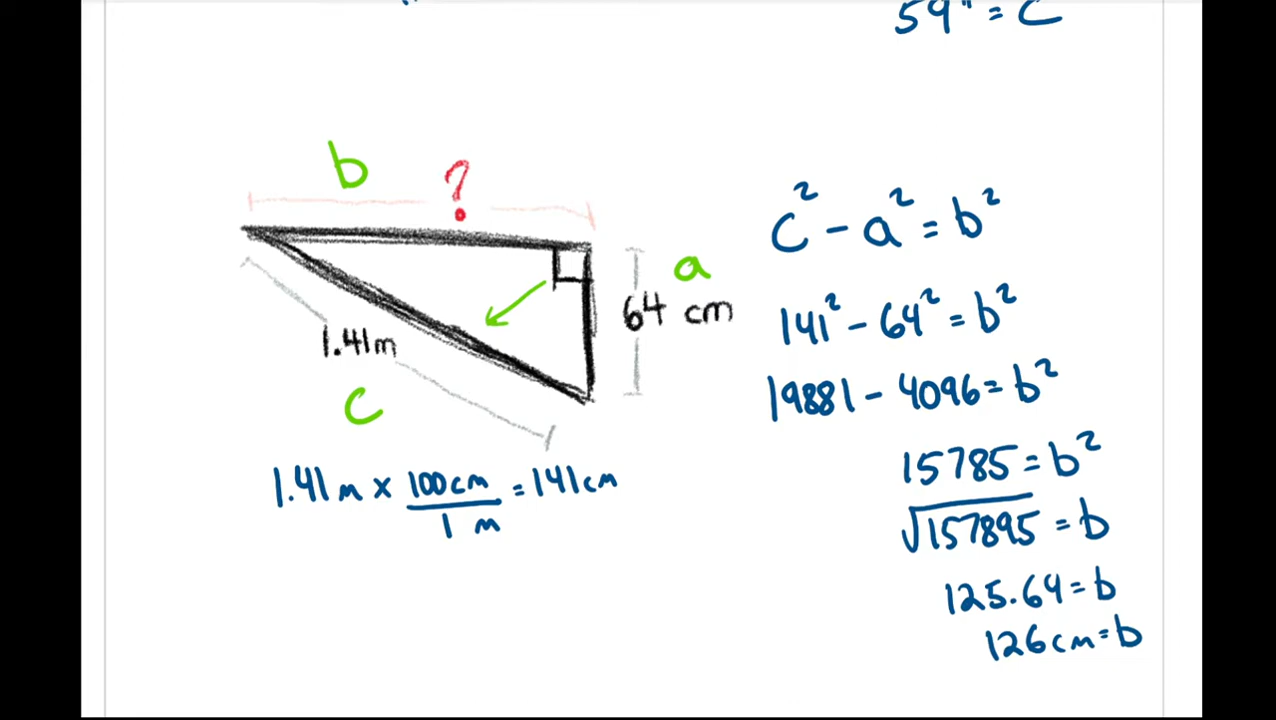 59" = C
b ?
a
64 cm
1.41m
c
1.41 m x 100cm / 1 m = 141cm
c² - a² = b²
141² - 64² = b²
19881 - 4096 = b²
15785 = b²
√157895 = b
125.64 = b
126cm = b